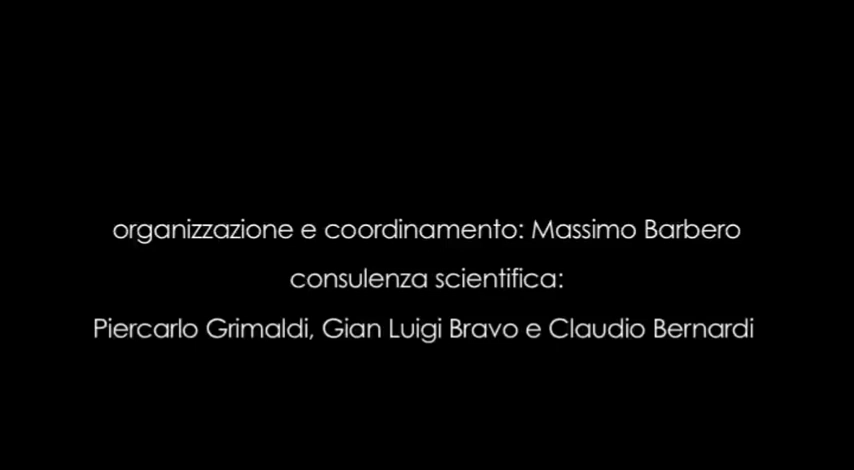 organizzazione e coordinamento: Massimo Barbero
consulenza scientifica:
Piercarlo Grimaldi, Gian Luigi Bravo e Claudio Bernardi